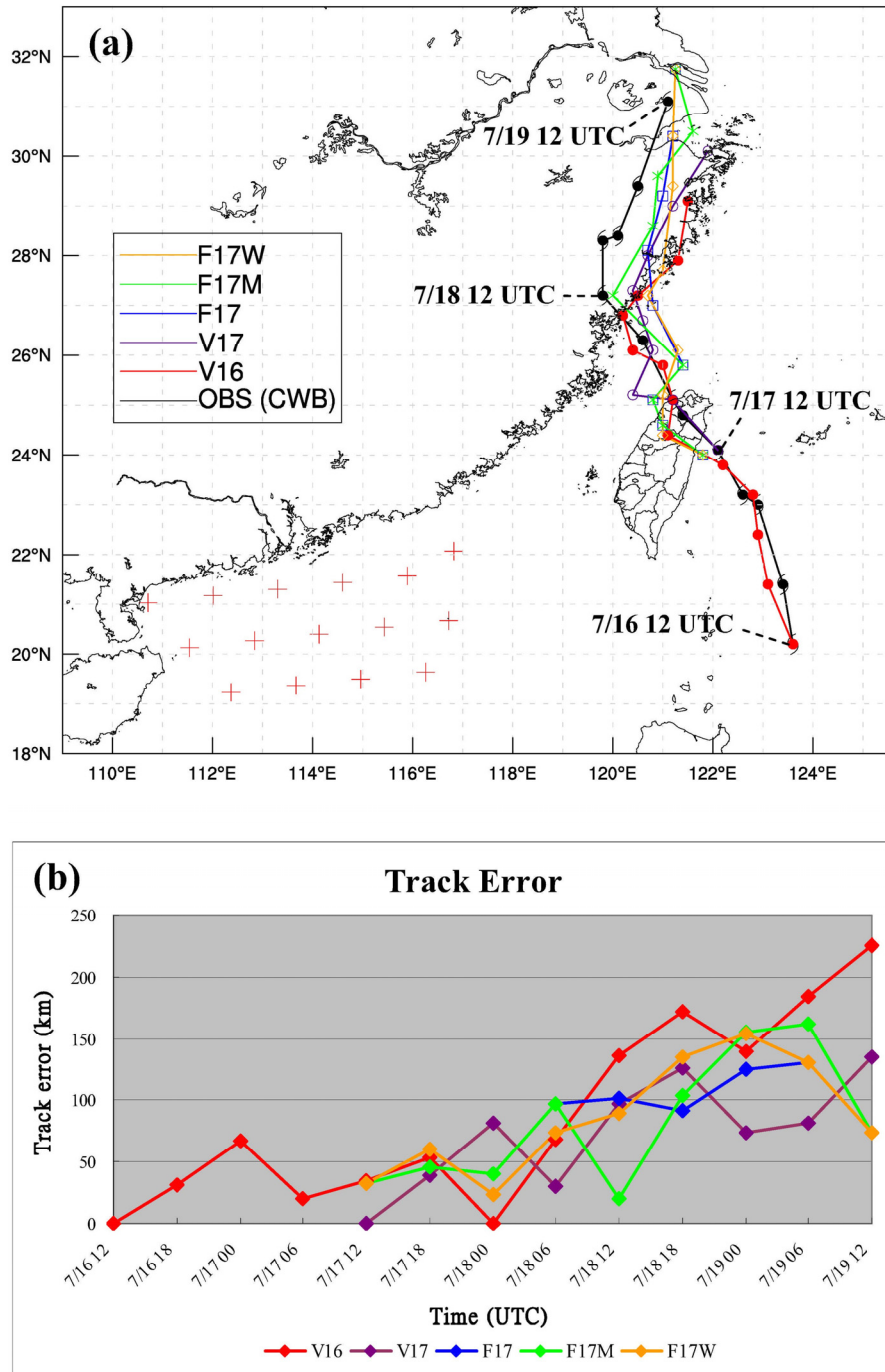 (a)
32°N
30°N
28°N
26°N
24°N
22°N
20°N
18°N
7/19 12 UTC
F17W
F17M
F17
V17
V16
OBS (CWB)
7/18 12 UTC
7/17 12 UTC
7/16 12 UTC
110°E 112°E 114°E 116°E 118°E 120°E 122°E 124°E
(b)
Track Error
Track error (km)
250
200
150
100
50
0
7/16 12 7/16 18 7/17 00 7/17 06 7/17 12 7/17 18 7/18 00 7/18 06 7/18 12 7/18 18 7/19 00 7/19 06 7/19 12
Time (UTC)
V16 V17 F17 F17M F17W